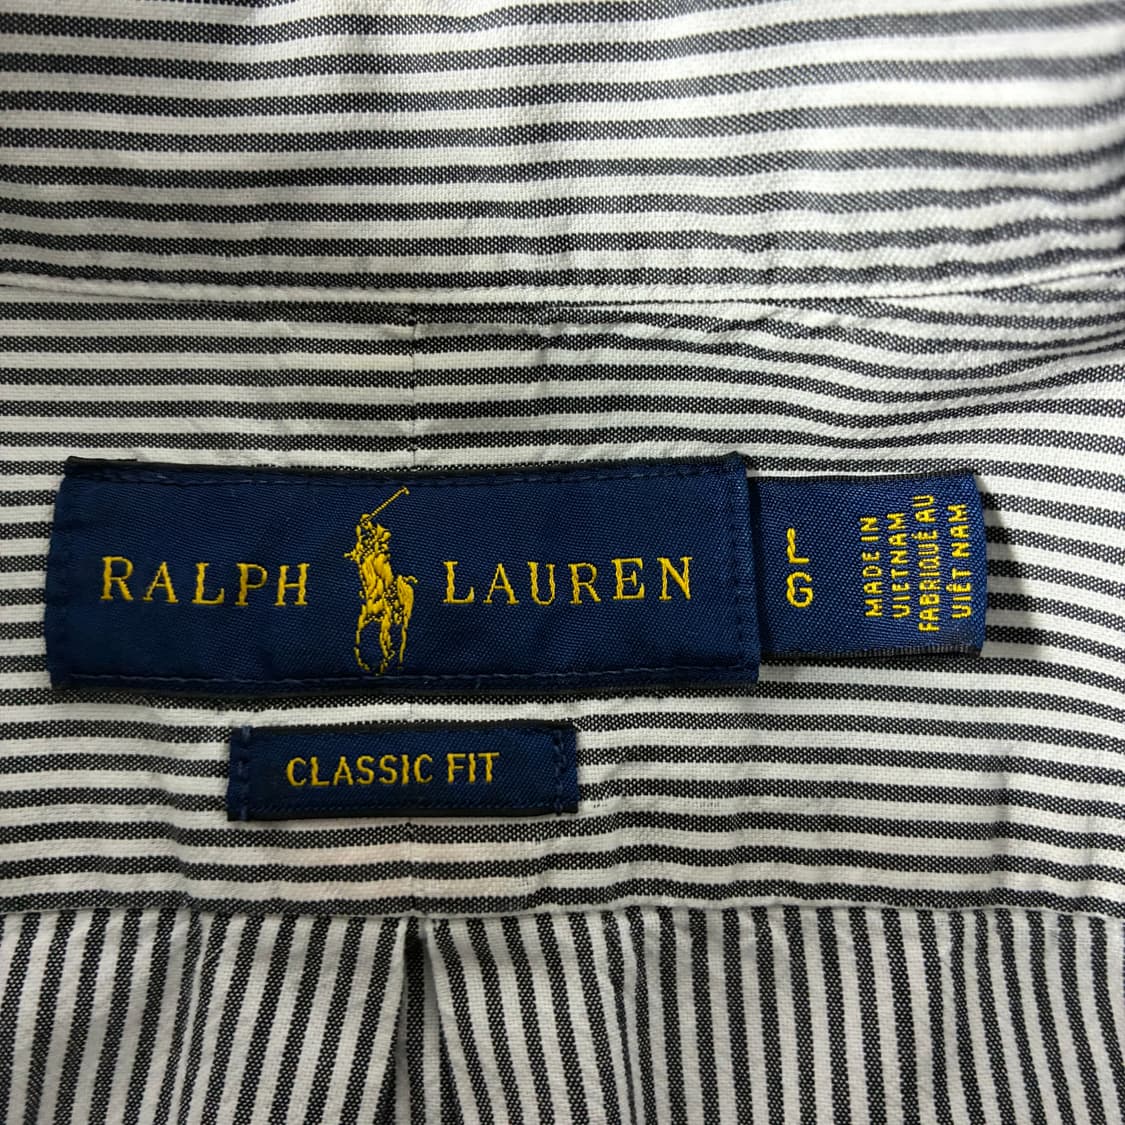 RALPH LAUREN
L
G
MADE IN
VIETNAM
FABRIQUÉ AU
VIÊT NAM
CLASSIC FIT